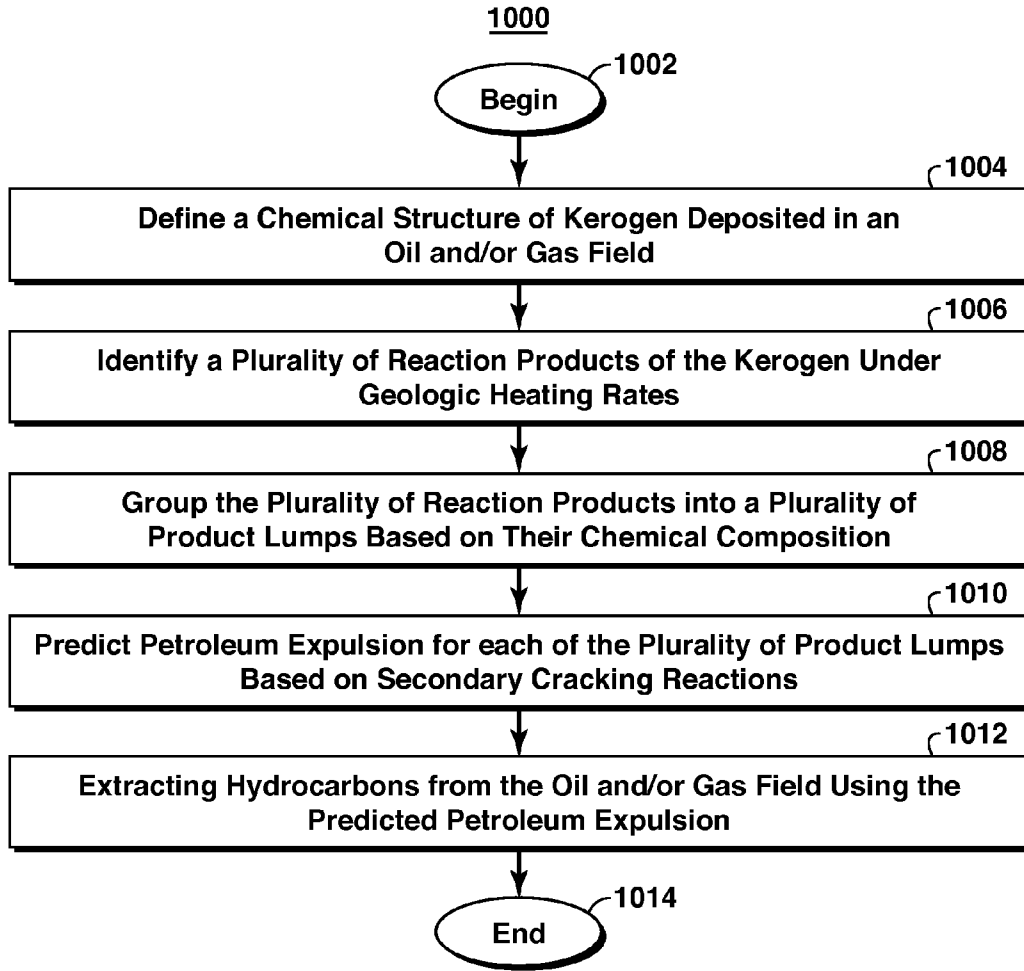 1000
1002
Begin
1004
Define a Chemical Structure of Kerogen Deposited in an
Oil and/or Gas Field
1006
Identify a Plurality of Reaction Products of the Kerogen Under
Geologic Heating Rates
1008
Group the Plurality of Reaction Products into a Plurality of
Product Lumps Based on Their Chemical Composition
1010
Predict Petroleum Expulsion for each of the Plurality of Product Lumps
Based on Secondary Cracking Reactions
1012
Extracting Hydrocarbons from the Oil and/or Gas Field Using the
Predicted Petroleum Expulsion
1014
End